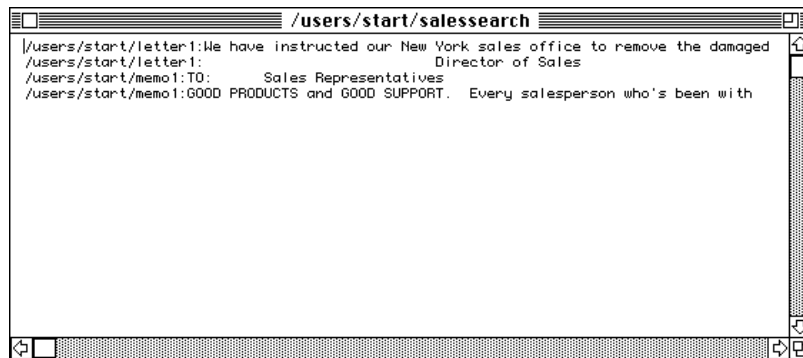 /users/start/salessearch
/users/start/letter1:We have instructed our New York sales office to remove the damaged
/users/start/letter1:                              Director of Sales
/users/start/memo1:TO:      Sales Representatives
/users/start/memo1:GOOD PRODUCTS and GOOD SUPPORT.  Every salesperson who's been with